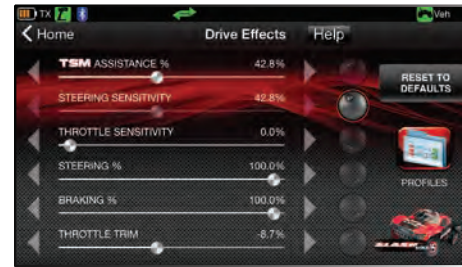 TX Veh
Home Drive Effects Help
TSM ASSISTANCE % 42.8%
STEERING SENSITIVITY 42.8%
THROTTLE SENSITIVITY 0.0%
STEERING % 100.0%
BRAKING % 100.0%
THROTTLE TRIM -8.7%
RESET TO
DEFAULTS
PROFILES
SLASH